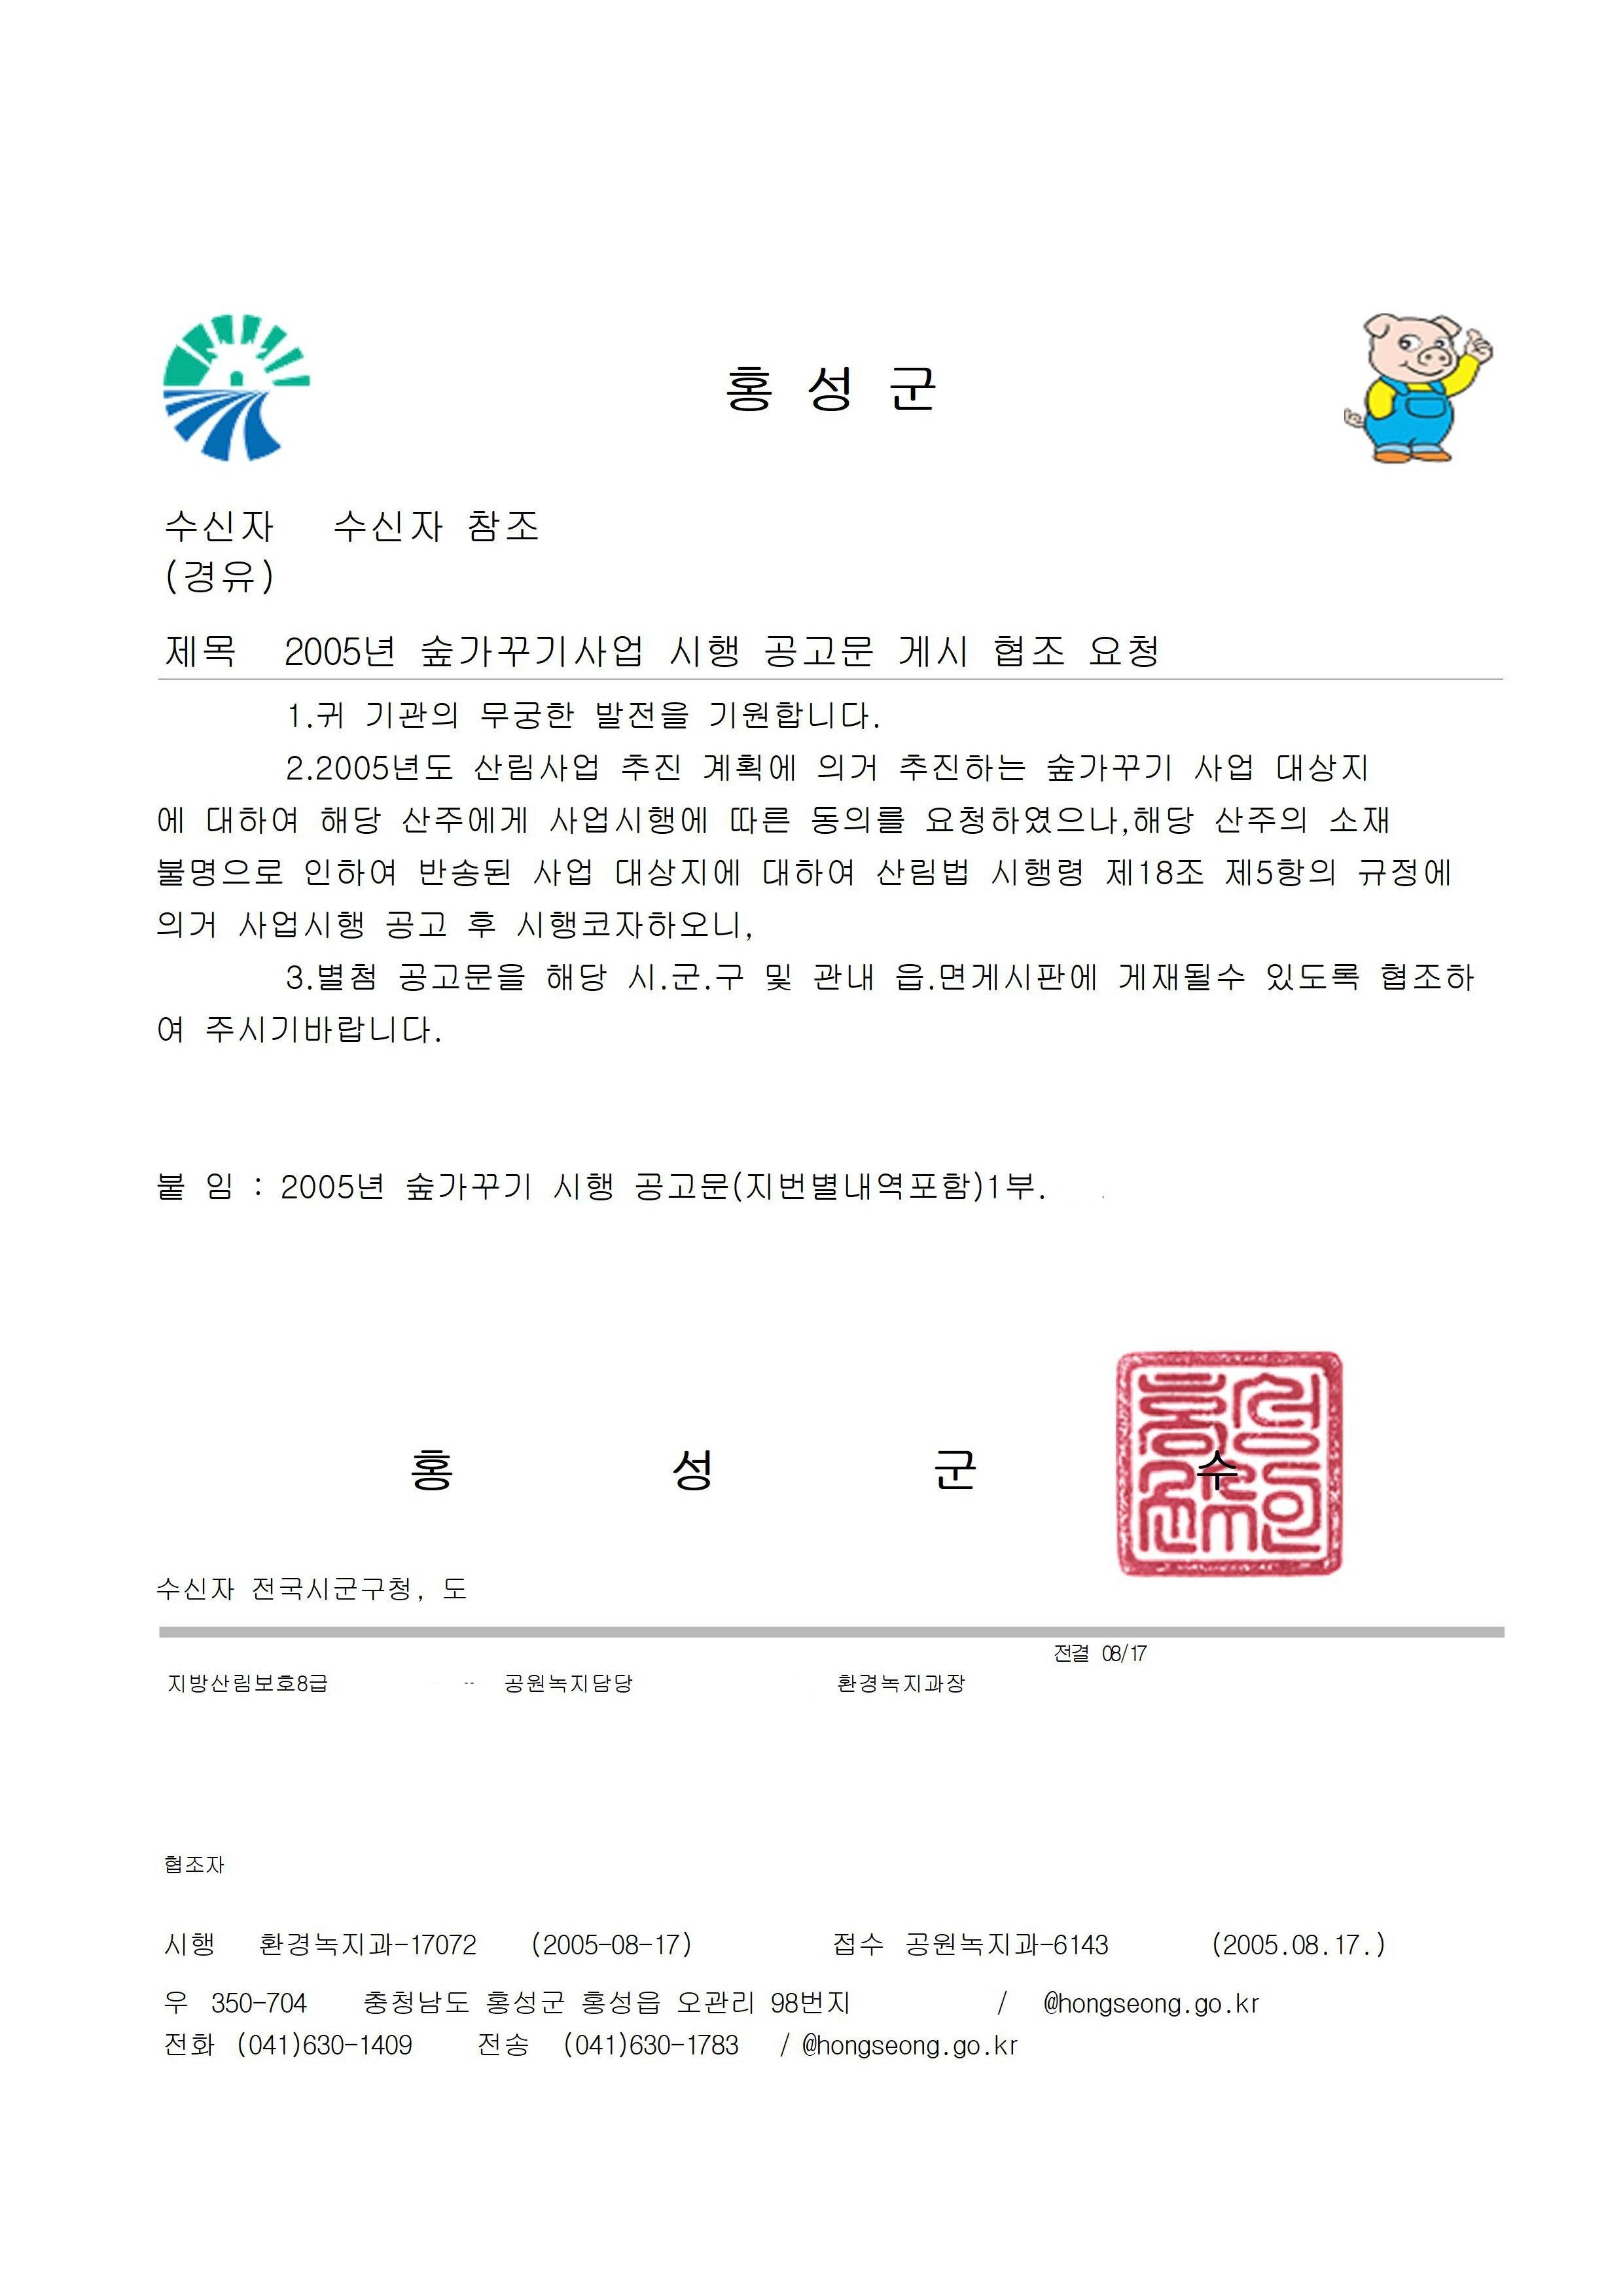 홍 성 군
수신자 수신자 참조
(경유)
제목 2005년 숲가꾸기사업 시행 공고문 게시 협조 요청
1.귀 기관의 무궁한 발전을 기원합니다.
2.2005년도 산림사업 추진 계획에 의거 추진하는 숲가꾸기 사업 대상지
에 대하여 해당 산주에게 사업시행에 따른 동의를 요청하였으나,해당 산주의 소재
불명으로 인하여 반송된 사업 대상지에 대하여 산림법 시행령 제18조 제5항의 규정에
의거 사업시행 공고 후 시행코자하오니,
3.별첨 공고문을 해당 시.군.구 및 관내 읍.면게시판에 게재될수 있도록 협조하
여 주시기바랍니다.
붙 임 : 2005년 숲가꾸기 시행 공고문(지번별내역포함)1부.
홍 성 군 수
수신자 전국시군구청, 도
전결 08/17
지방산림보호8급 공원녹지담당 환경녹지과장
협조자
시행 환경녹지과-17072 (2005-08-17) 접수 공원녹지과-6143 (2005.08.17.)
우 350-704 충청남도 홍성군 홍성읍 오관리 98번지 / @hongseong.go.kr
전화 (041)630-1409 전송 (041)630-1783 / @hongseong.go.kr